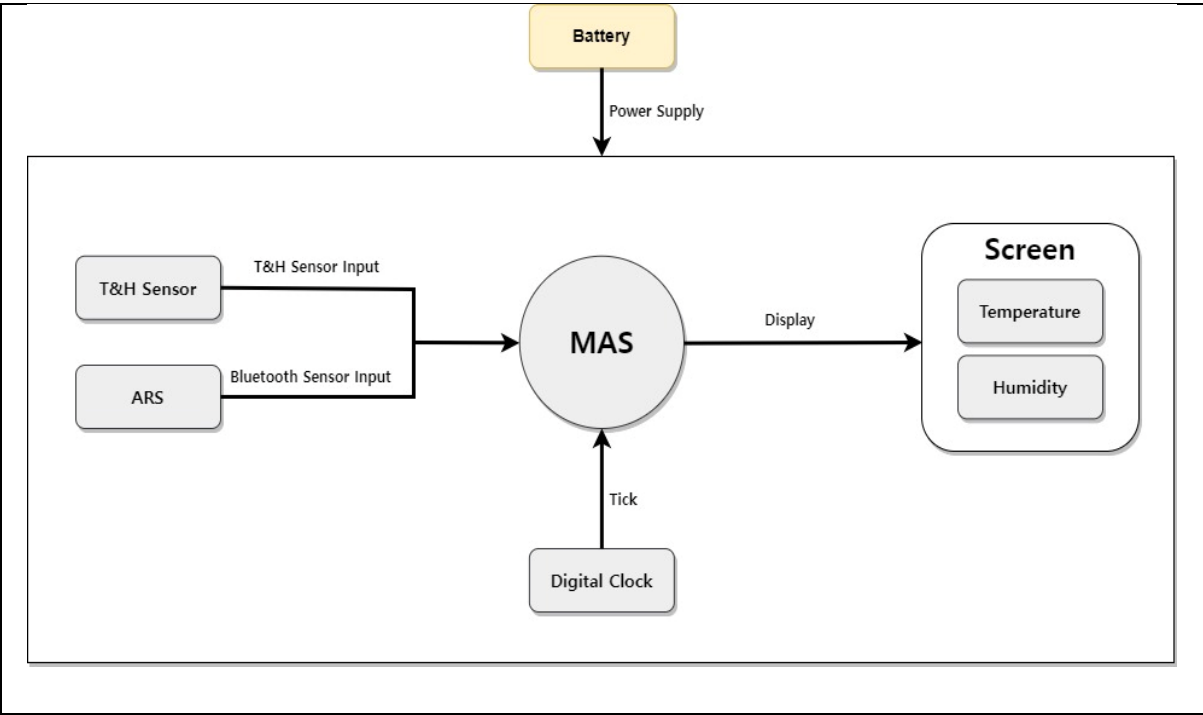 Battery
Power Supply
T&H Sensor
T&H Sensor Input
ARS
Bluetooth Sensor Input
MAS
Display
Screen
Temperature
Humidity
Tick
Digital Clock